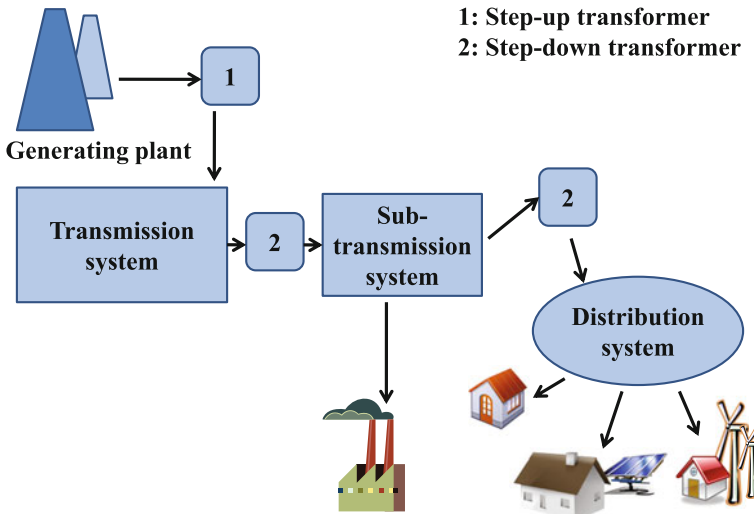 1: Step-up transformer
2: Step-down transformer
1
Generating plant
Transmission
system
2
Sub-
transmission
system
2
Distribution
system